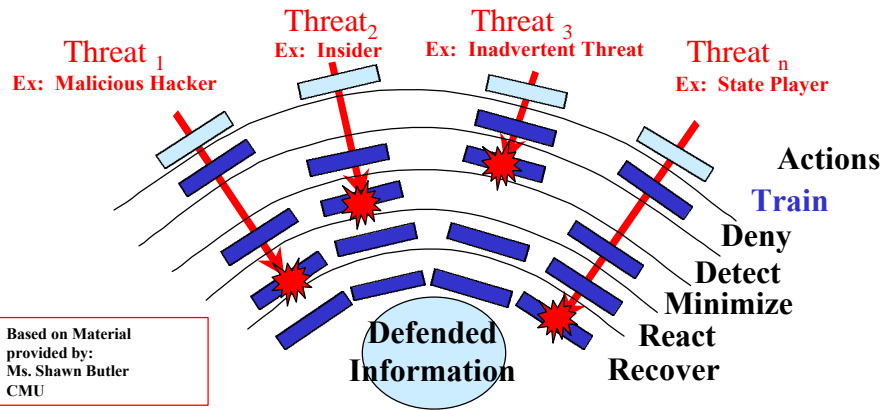 Threat 1
Ex: Malicious Hacker
Threat2
Ex: Insider
Threat 3
Ex: Inadvertent Threat
Threat n
Ex: State Player
Actions
Train
Deny
Detect
Minimize
React
Recover
Defended
Information
Based on Material
provided by:
Ms. Shawn Butler
CMU